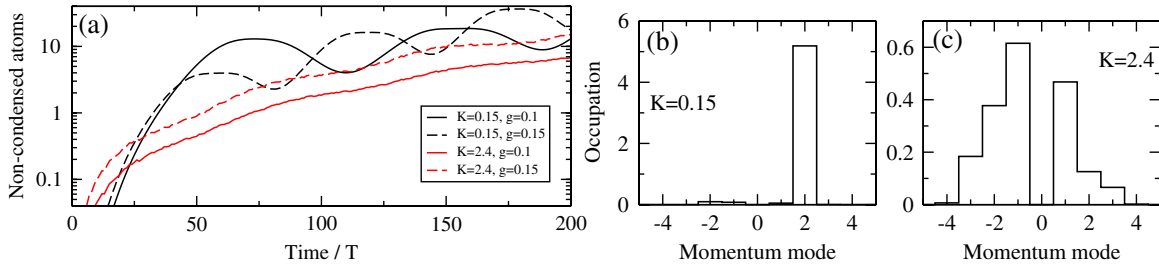 (a)
Non-condensed atoms
10
1
0.1
K=0.15, g=0.1
K=0.15, g=0.15
K=2.4, g=0.1
K=2.4, g=0.15
0 50 100 150 200
Time / T
(b)
Occupation
6
5
4
3
2
1
0
K=0.15
-4 -2 0 2 4
Momentum mode
(c)
0.6
0.4
0.2
0
K=2.4
-4 -2 0 2 4
Momentum mode